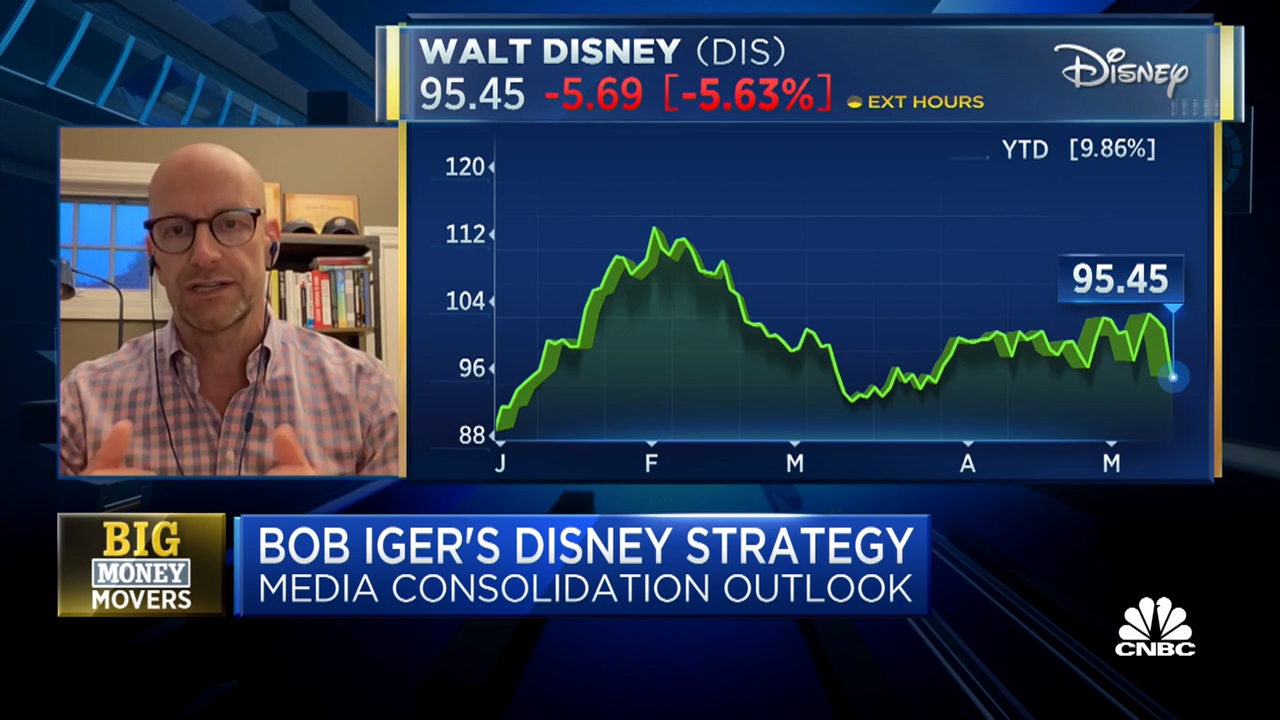 WALT DISNEY (DIS)
95.45 -5.69 [-5.63%] EXT HOURS
Disney
YTD [9.86%]
120
112
104
96
88
95.45
J F M A M
BIG
MONEY
MOVERS
BOB IGER'S DISNEY STRATEGY
MEDIA CONSOLIDATION OUTLOOK
CNBC